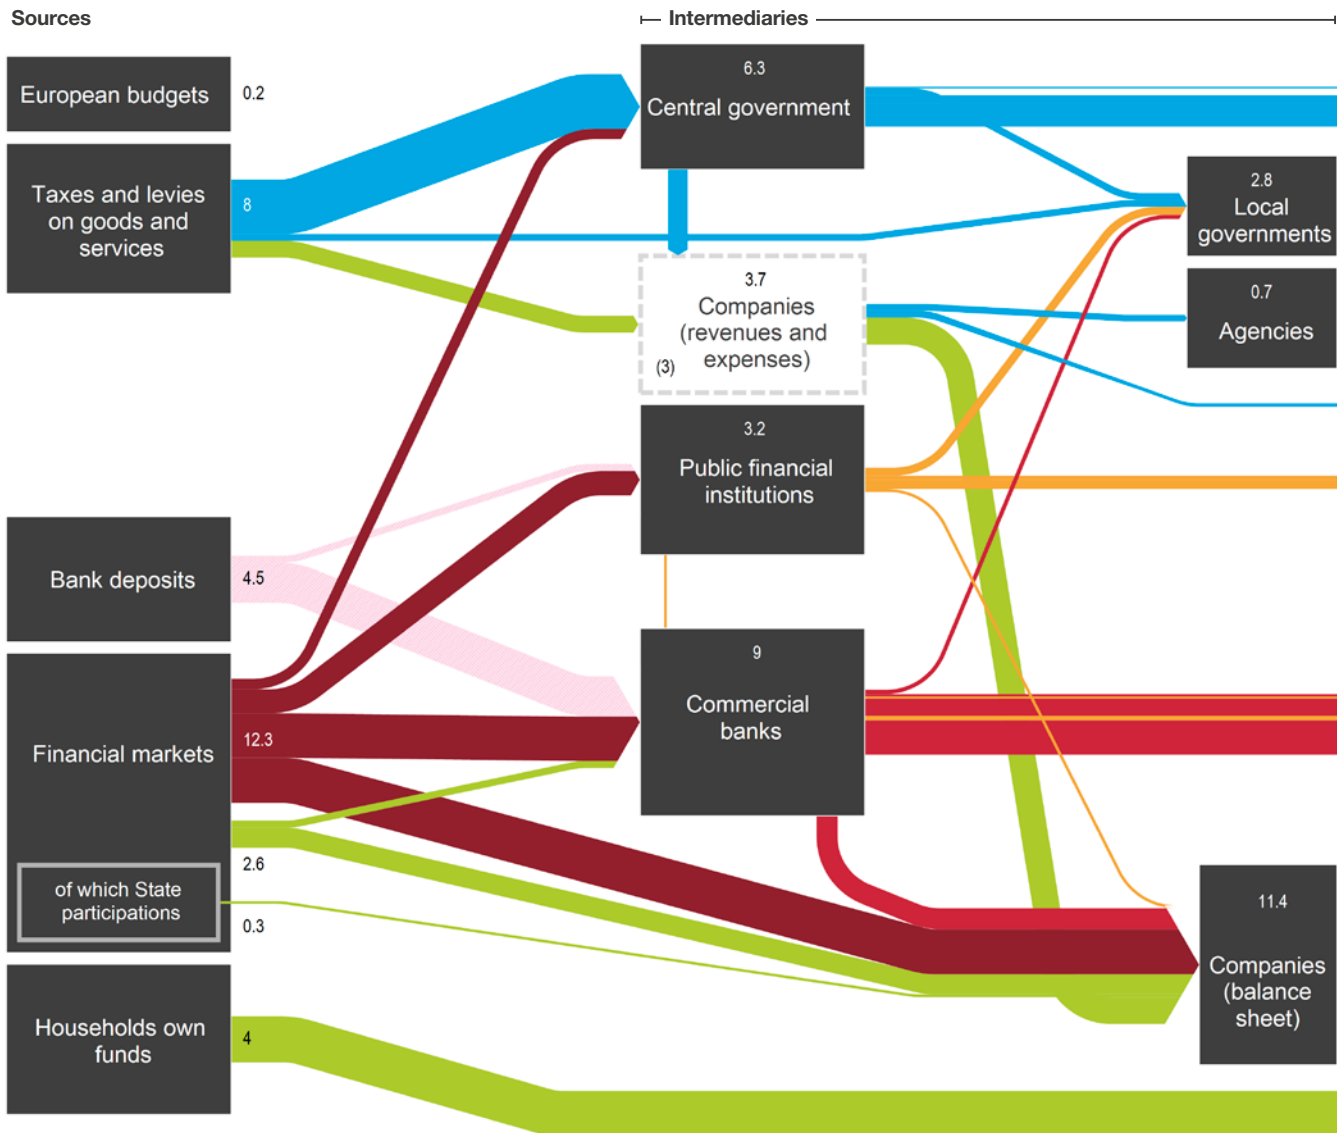 Sources
Intermediaries
European budgets
0.2
Taxes and levies
on goods and
services
8
Bank deposits
4.5
Financial markets
12.3
2.6
of which State
participations
0.3
Households own
funds
4
6.3
Central government
3.7
Companies
(revenues and
expenses)
(3)
3.2
Public financial
institutions
9
Commercial
banks
2.8
Local
governments
0.7
Agencies
11.4
Companies
(balance
sheet)